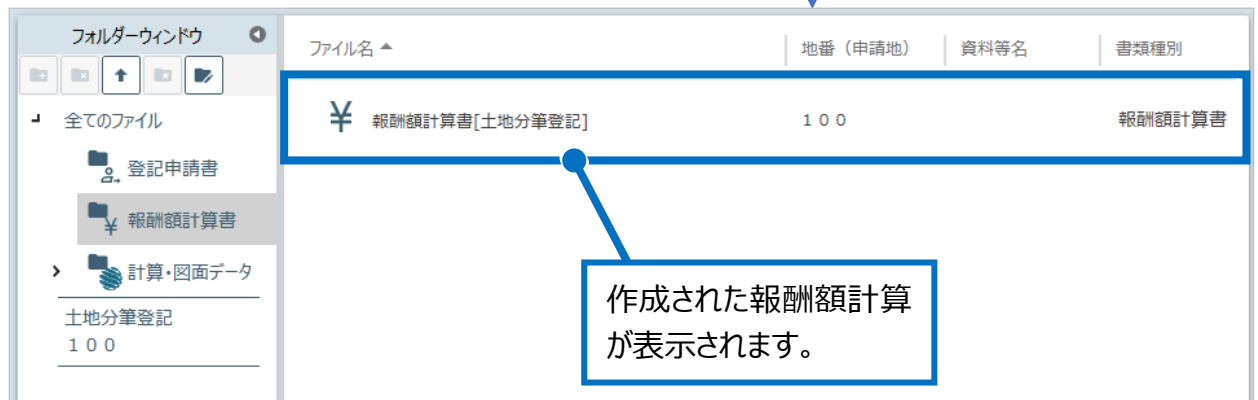 フォルダーウィンドウ
ファイル名
地番（申請地）
資料等名
書類種別
全てのファイル
登記申請書
報酬額計算書
計算・図面データ
土地分筆登記
１００
¥ 報酬額計算書[土地分筆登記]
１００
報酬額計算書
作成された報酬額計算
が表示されます。